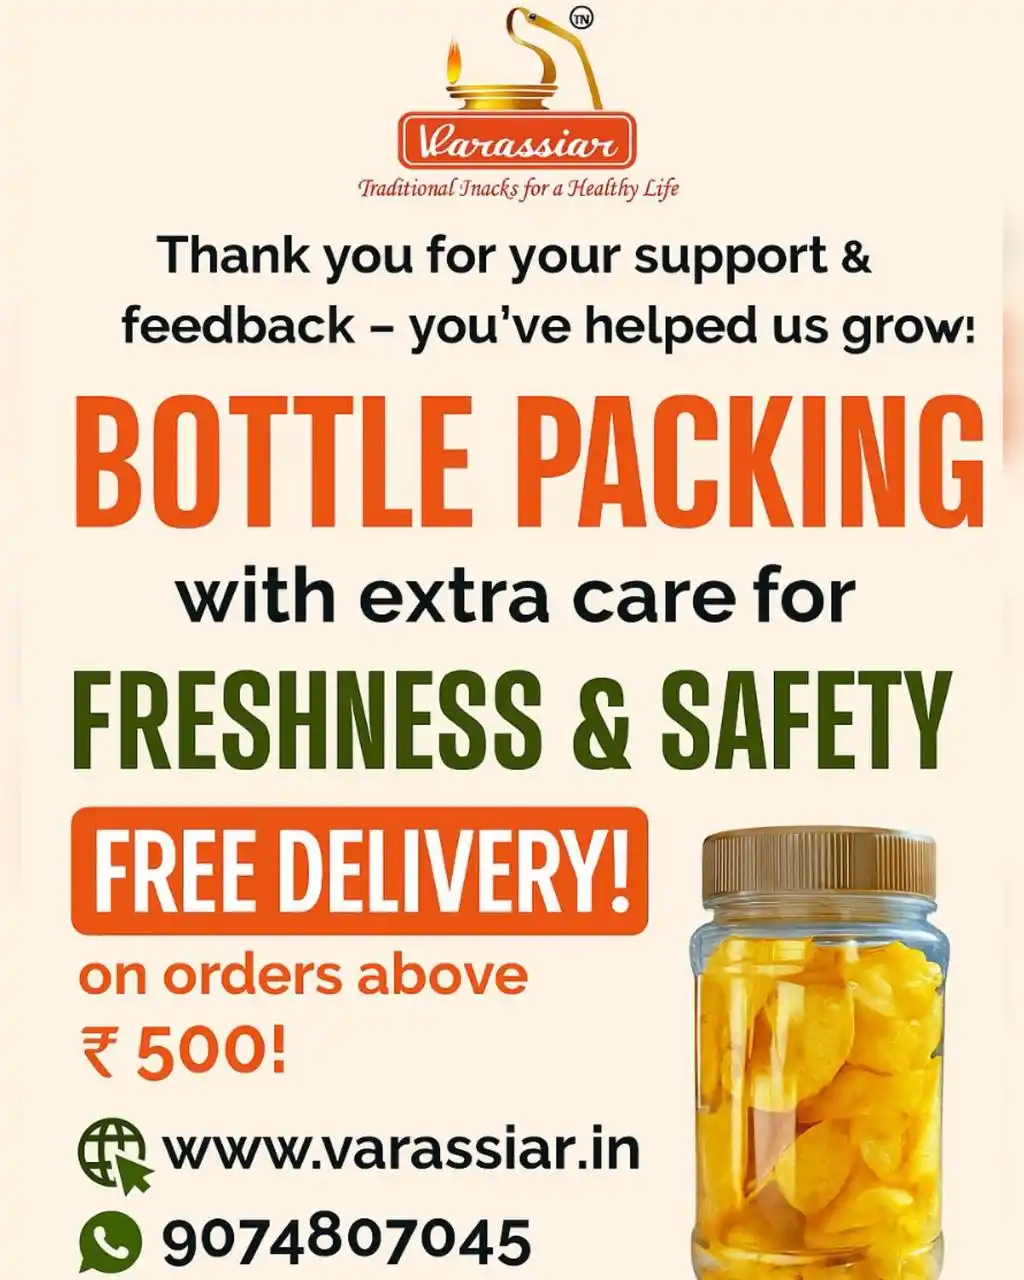 TN
Varassiar
Traditional Snacks for a Healthy Life
Thank you for your support &
feedback – you've helped us grow!
BOTTLE PACKING
with extra care for
FRESHNESS & SAFETY
FREE DELIVERY!
on orders above
₹ 500!
www.varassiar.in
9074807045